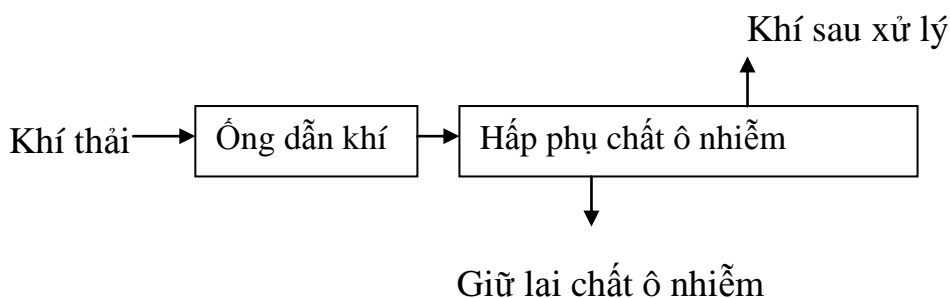 Khí sau xử lý
Khí thải
Ống dẫn khí
Hấp phụ chất ô nhiễm
Giữ lai chất ô nhiễm